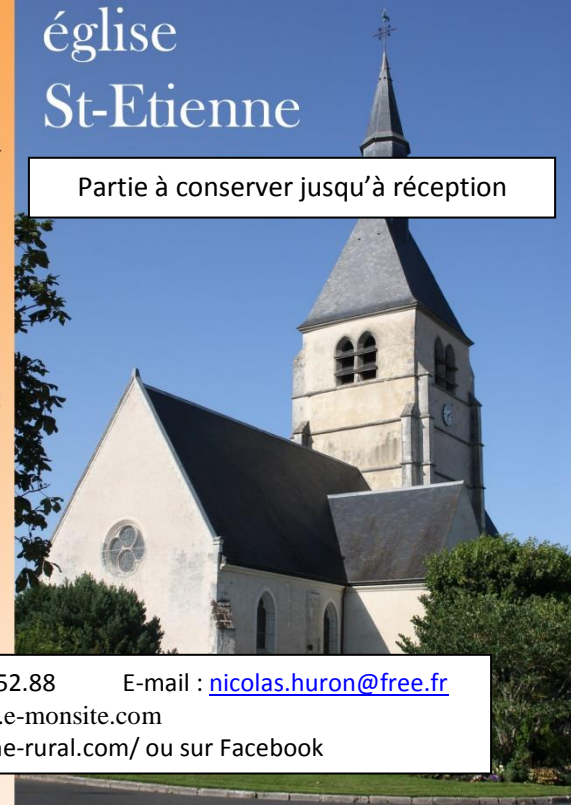 église
St-Etienne
Partie à conserver jusqu’à réception
52.88 E-mail : nicolas.huron@free.fr
.e-monsite.com
ne-rural.com/ ou sur Facebook